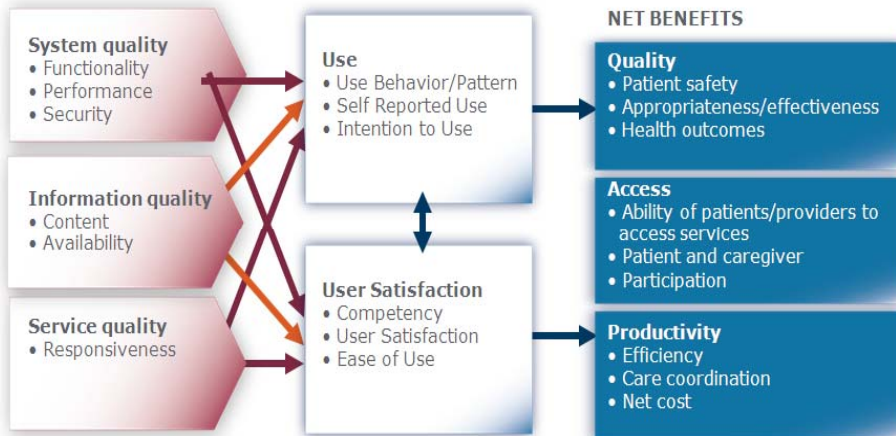 System quality
• Functionality
• Performance
• Security
Information quality
• Content
• Availability
Service quality
• Responsiveness
Use
• Use Behavior/Pattern
• Self Reported Use
• Intention to Use
User Satisfaction
• Competency
• User Satisfaction
• Ease of Use
NET BENEFITS
Quality
• Patient safety
• Appropriateness/effectiveness
• Health outcomes
Access
• Ability of patients/providers to
access services
• Patient and caregiver
• Participation
Productivity
• Efficiency
• Care coordination
• Net cost